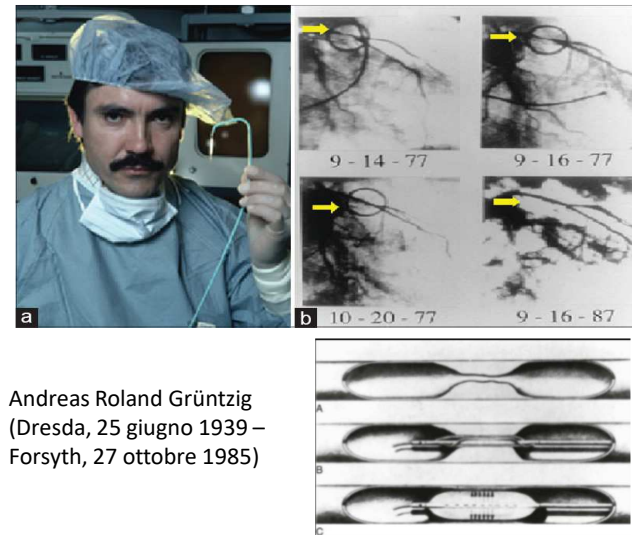 a
b
9 - 14 - 77
9 - 16 - 77
10 - 20 - 77
9 - 16 - 87
Andreas Roland Grüntzig
(Dresda, 25 giugno 1939 –
Forsyth, 27 ottobre 1985)
A
B
C